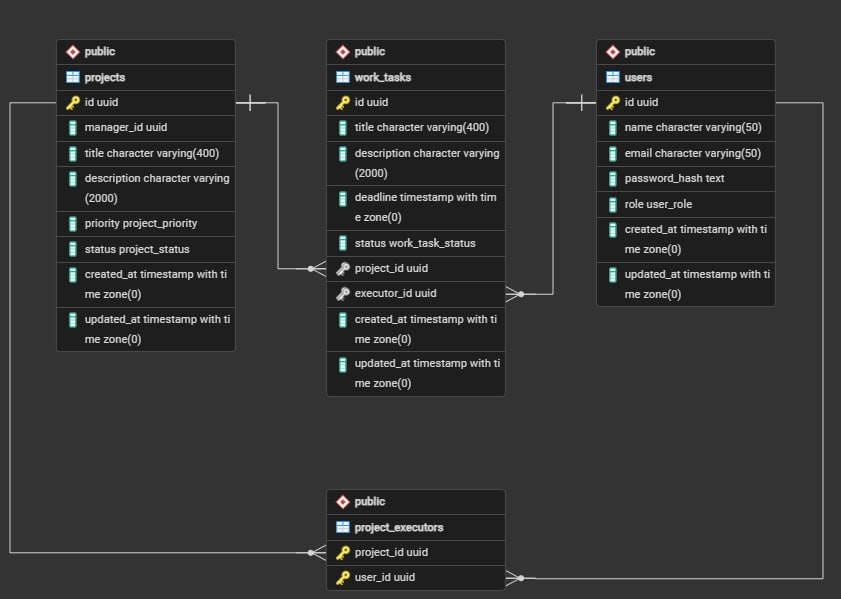 public
projects
id uuid
manager_id uuid
title character varying(400)
description character varying
(2000)
priority project_priority
status project_status
created_at timestamp with ti
me zone(0)
updated_at timestamp with ti
me zone(0)
public
work_tasks
id uuid
title character varying(400)
description character varying
(2000)
deadline timestamp with tim
e zone(0)
status work_task_status
project_id uuid
executor_id uuid
created_at timestamp with ti
me zone(0)
updated_at timestamp with ti
me zone(0)
public
users
id uuid
name character varying(50)
email character varying(50)
password_hash text
role user_role
created_at timestamp with ti
me zone(0)
updated_at timestamp with ti
me zone(0)
public
project_executors
project_id uuid
user_id uuid